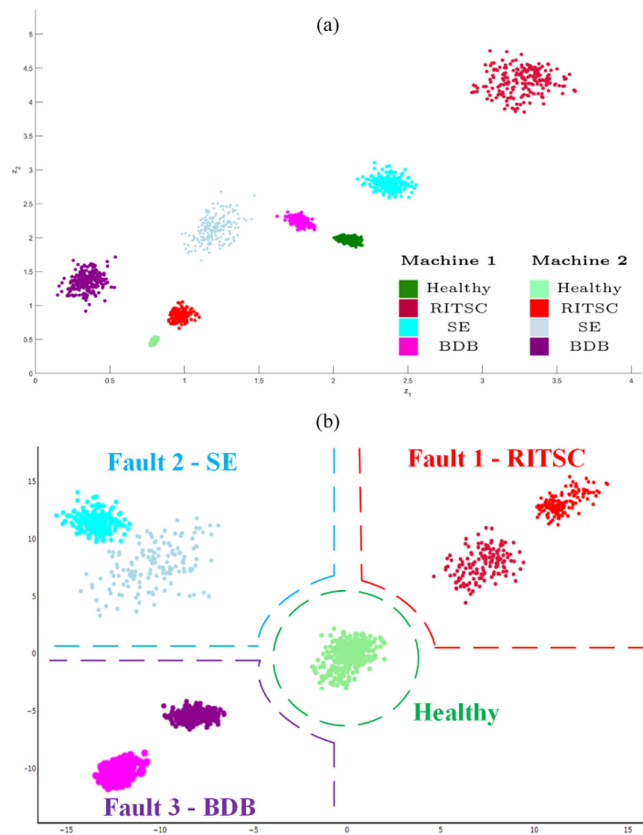 (a)
5
4.5
4
3.5
3
2.5
2
1.5
1
0.5
0
z2
Machine 1 Machine 2
Healthy Healthy
RITSC RITSC
SE SE
BDB BDB
0 0.5 1 1.5 2 2.5 3 3.5 4
z1
(b)
Fault 2 - SE Fault 1 - RITSC
15
10
5
0
Healthy
-5
-10
Fault 3 - BDB
-15 -10 -5 0 5 10 15